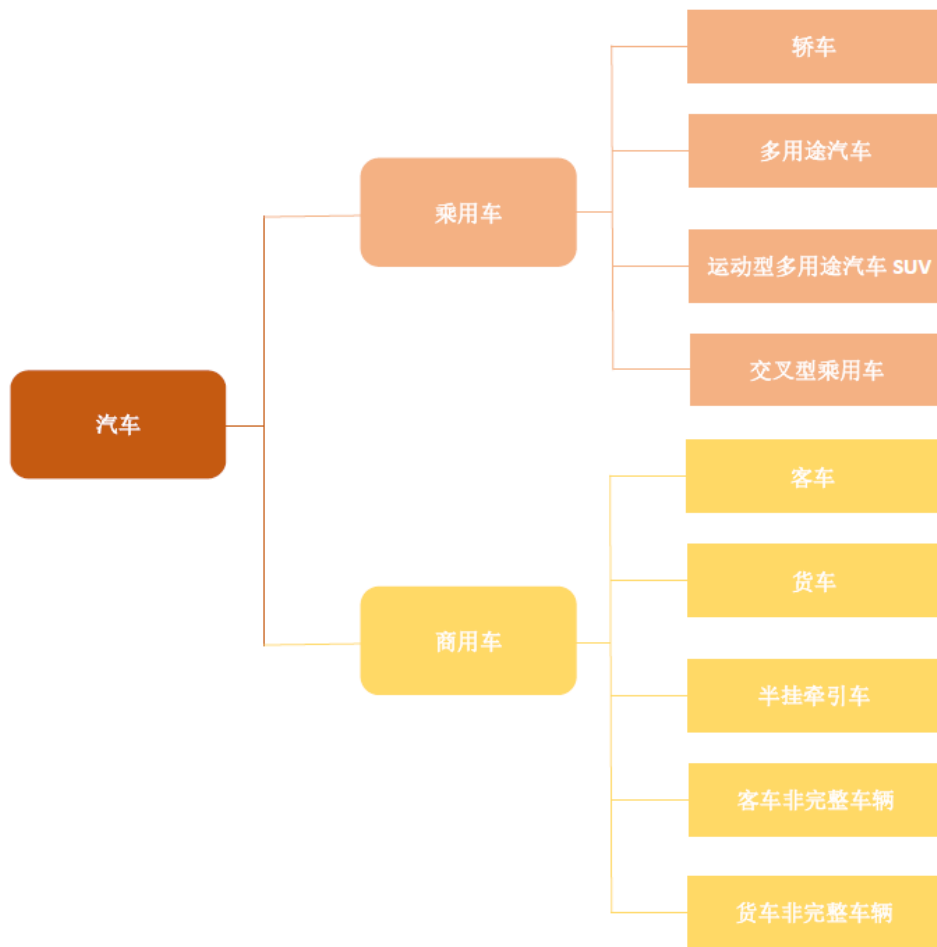 轿车
多用途汽车
乘用车
运动型多用途汽车 SUV
交叉型乘用车
汽车
客车
货车
商用车
半挂牵引车
客车非完整车辆
货车非完整车辆